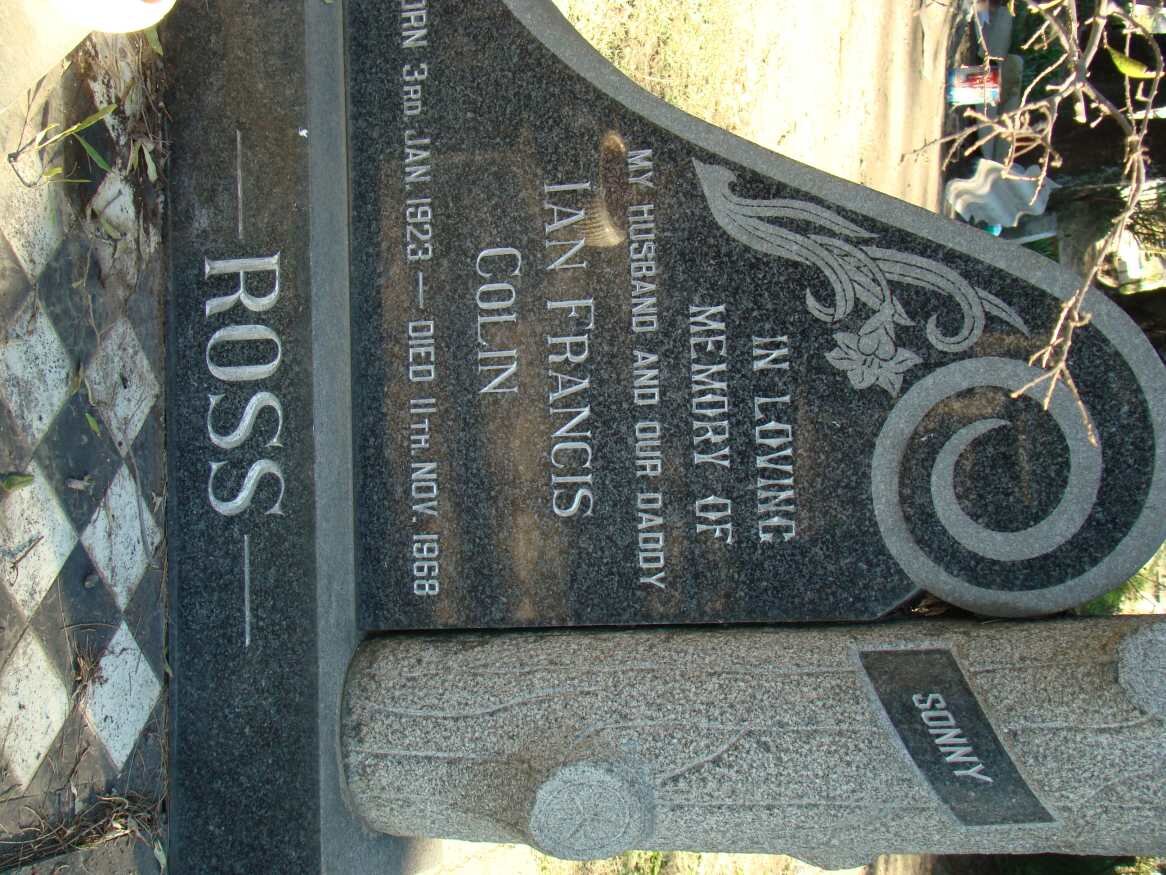 IN LOVING
MEMORY OF
MY HUSBAND AND OUR DADDY
IAN FRANCIS
COLIN
ORN 3RD. JAN. 1923 — DIED 11TH. NOV. 1968
— ROSS —
SONNY